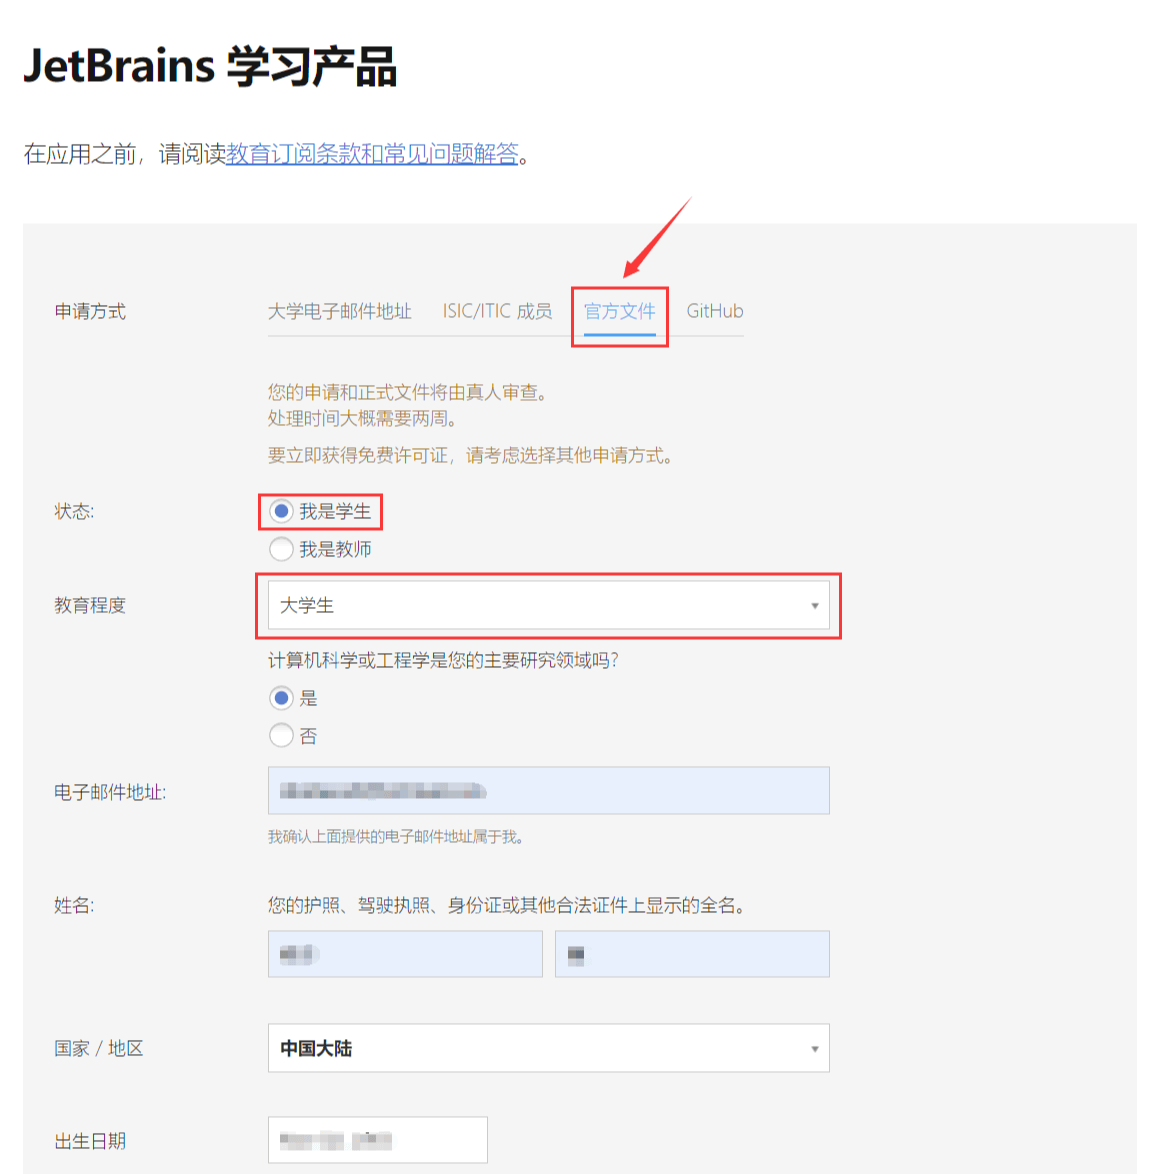 JetBrains 学习产品
在应用之前，请阅读教育订阅条款和常见问题解答。
申请方式
大学电子邮件地址 ISIC/ITIC 成员 官方文件 GitHub
您的申请和正式文件将由真人审查。
处理时间大概需要两周。
要立即获得免费许可证，请考虑选择其他申请方式。
状态:
我是学生
我是教师
教育程度
大学生
计算机科学或工程学是您的主要研究领域吗？
是
否
电子邮件地址:
我确认上面提供的电子邮件地址属于我。
姓名:
您的护照、驾驶执照、身份证或其他合法证件上显示的全名。
国家 / 地区
中国大陆
出生日期